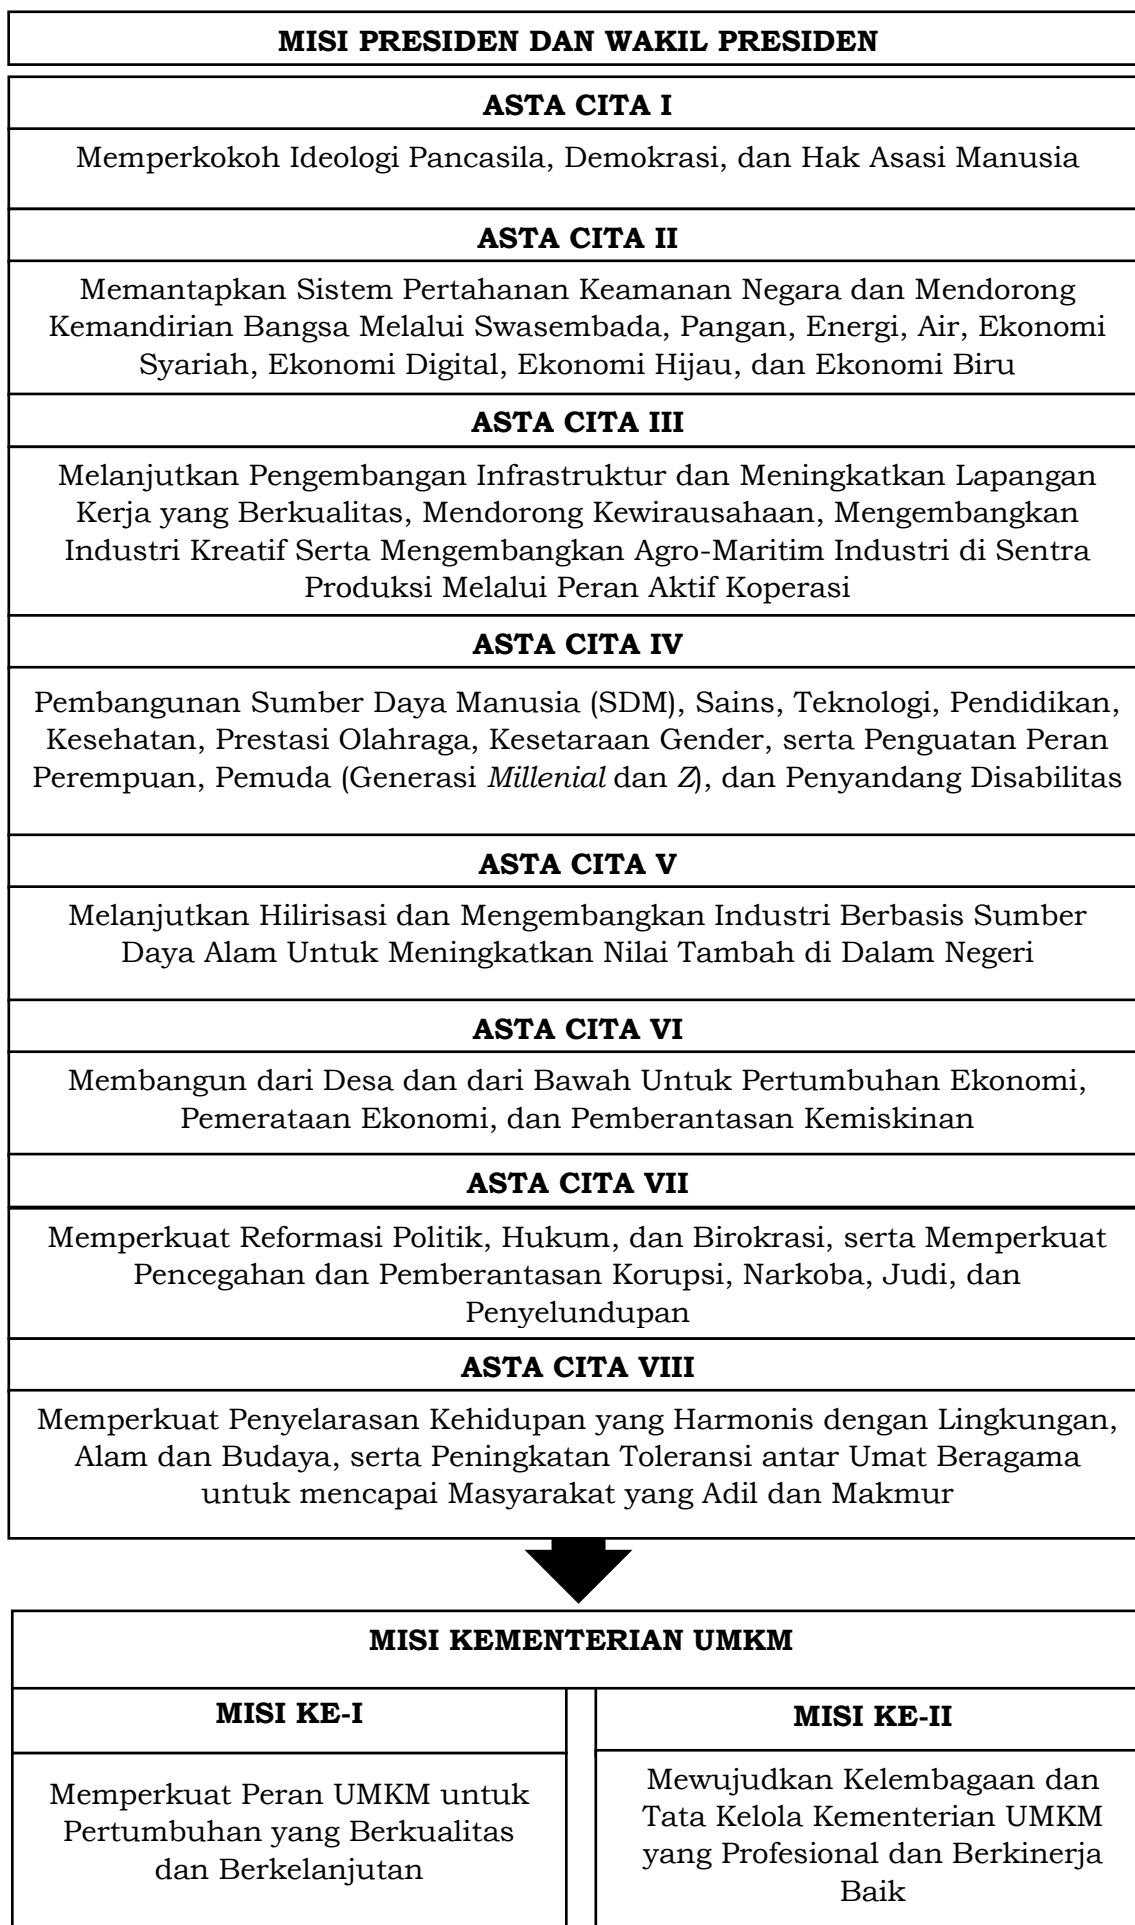 MISI PRESIDEN DAN WAKIL PRESIDEN
ASTA CITA I
Memperkokoh Ideologi Pancasila, Demokrasi, dan Hak Asasi Manusia
ASTA CITA II
Memantapkan Sistem Pertahanan Keamanan Negara dan Mendorong
Kemandirian Bangsa Melalui Swasembada, Pangan, Energi, Air, Ekonomi
Syariah, Ekonomi Digital, Ekonomi Hijau, dan Ekonomi Biru
ASTA CITA III
Melanjutkan Pengembangan Infrastruktur dan Meningkatkan Lapangan
Kerja yang Berkualitas, Mendorong Kewirausahaan, Mengembangkan
Industri Kreatif Serta Mengembangkan Agro-Maritim Industri di Sentra
Produksi Melalui Peran Aktif Koperasi
ASTA CITA IV
Pembangunan Sumber Daya Manusia (SDM), Sains, Teknologi, Pendidikan,
Kesehatan, Prestasi Olahraga, Kesetaraan Gender, serta Penguatan Peran
Perempuan, Pemuda (Generasi Millenial dan Z), dan Penyandang Disabilitas
ASTA CITA V
Melanjutkan Hilirisasi dan Mengembangkan Industri Berbasis Sumber
Daya Alam Untuk Meningkatkan Nilai Tambah di Dalam Negeri
ASTA CITA VI
Membangun dari Desa dan dari Bawah Untuk Pertumbuhan Ekonomi,
Pemerataan Ekonomi, dan Pemberantasan Kemiskinan
ASTA CITA VII
Memperkuat Reformasi Politik, Hukum, dan Birokrasi, serta Memperkuat
Pencegahan dan Pemberantasan Korupsi, Narkoba, Judi, dan
Penyelundupan
ASTA CITA VIII
Memperkuat Penyelarasan Kehidupan yang Harmonis dengan Lingkungan,
Alam dan Budaya, serta Peningkatan Toleransi antar Umat Beragama
untuk mencapai Masyarakat yang Adil dan Makmur
MISI KEMENTERIAN UMKM
MISI KE-I
Memperkuat Peran UMKM untuk
Pertumbuhan yang Berkualitas
dan Berkelanjutan
MISI KE-II
Mewujudkan Kelembagaan dan
Tata Kelola Kementerian UMKM
yang Profesional dan Berkinerja
Baik